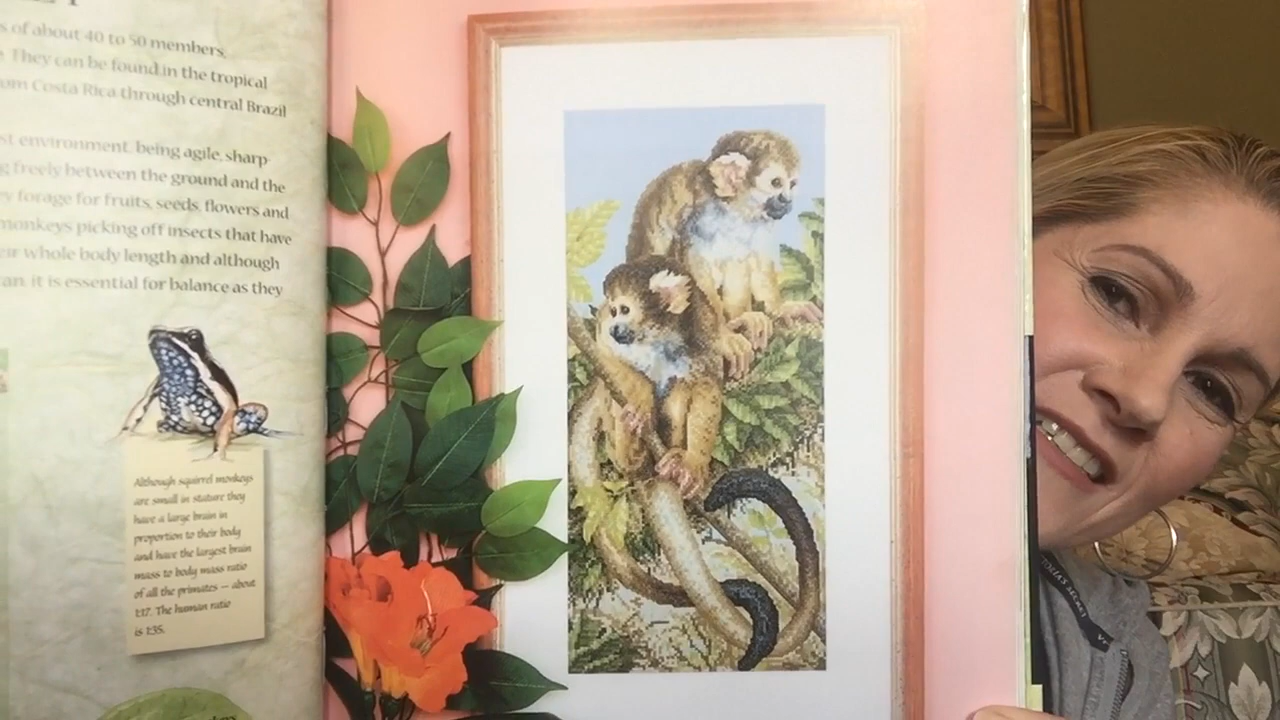 s of about 40 to 50 members.
They can be found in the tropical
om Costa Rica through central Brazil
st environment, being agile, sharp
g freely between the ground and the
y forage for fruits, seeds, flowers and
monkeys picking off insects that have
eir whole body length and although
an, it is essential for balance as they
Although squirrel monkeys
are small in stature they
have a large brain in
proportion to their body
and have the largest brain
mass to body mass ratio
of all the primates – about
1:17. The human ratio
is 1:35.